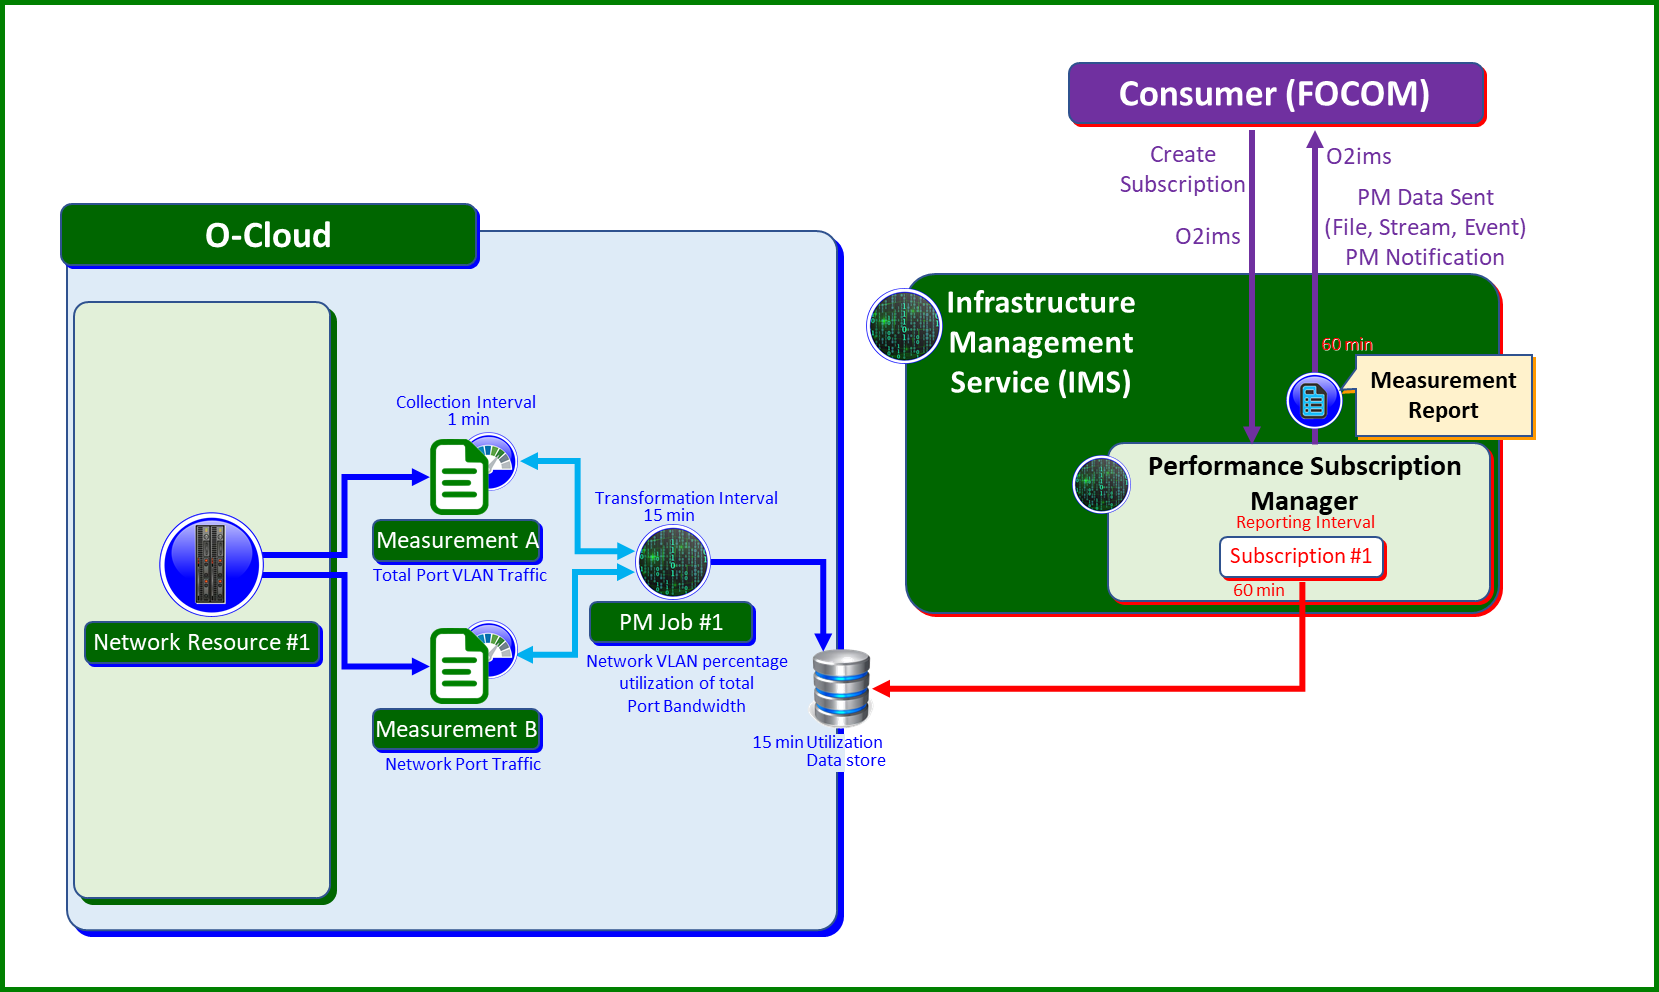 Consumer (FOCOM)
Create
Subscription
O2ims
O2ims
PM Data Sent
(File, Stream, Event)
PM Notification
O-Cloud
Infrastructure
Management
Service (IMS)
60 min
Measurement
Report
Performance Subscription
Manager
Reporting Interval
Subscription #1
60 min
Collection Interval
1 min
Measurement A
Total Port VLAN Traffic
Transformation Interval
15 min
PM Job #1
Network VLAN percentage
utilization of total
Port Bandwidth
Network Resource #1
Measurement B
Network Port Traffic
15 min Utilization
Data store